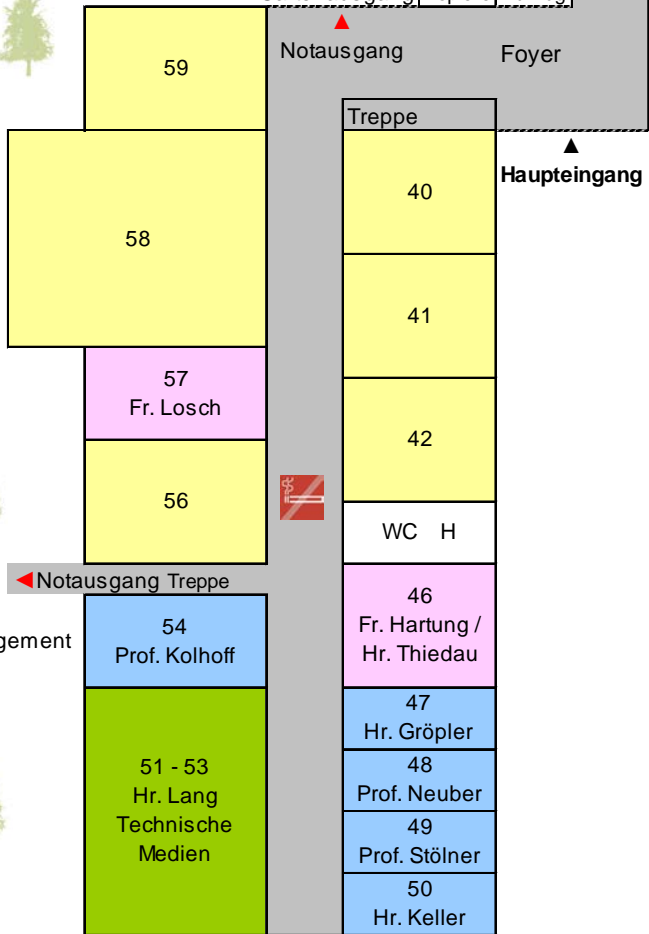 Notausgang
Foyer
59
Treppe
Haupteingang
40
58
41
57
Fr. Losch
42
56
WC H
Notausgang Treppe
46
Fr. Hartung /
Hr. Thiedau
54
Prof. Kolhoff
47
Hr. Gröpler
48
Prof. Neuber
51 - 53
Hr. Lang
Technische
Medien
49
Prof. Stölner
50
Hr. Keller